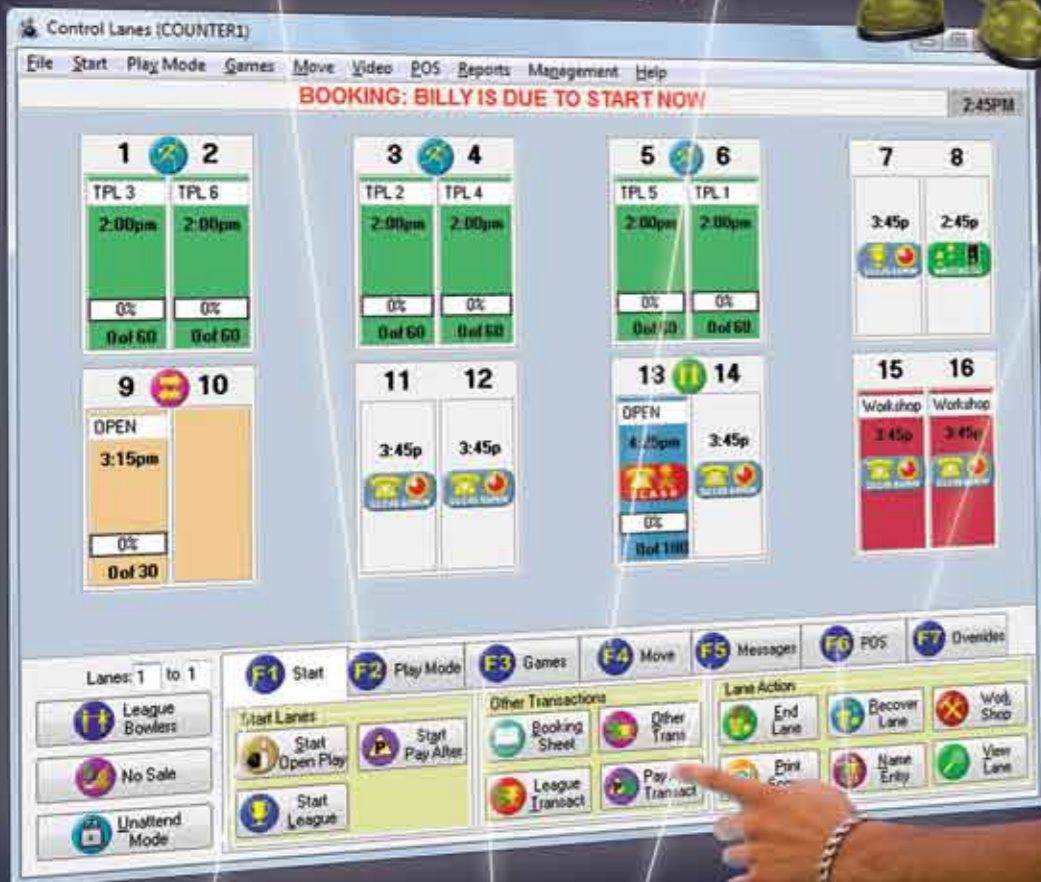 Control Lanes (COUNTER1)
File Start Play Mode Games Move Video POS Reports Management Help
BOOKING: BILLY IS DUE TO START NOW
2:45PM
1 2
TPL 3 TPL 6
2:00pm 2:00pm
0% 0%
0 of 60 0 of 60
3 4
TPL 2 TPL 4
2:00pm 2:00pm
0% 0%
0 of 60 0 of 60
5 6
TPL 5 TPL 1
2:00pm 2:00pm
0% 0%
0 of 60 0 of 60
7 8
3:45p 2:45p
9 10
OPEN
3:15pm
0%
0 of 30
11 12
3:45p 3:45p
13 14
OPEN
4:25pm 3:45p
0%
0 of 100
15 16
Workshop Workshop
3:45p 3:45p
Lanes: 1 to 1
League Bowlers
No Sale
Unattend Mode
F1 Start
F2 Play Mode
F3 Games
F4 Move
F5 Messages
F6 POS
F7 Overrides
Start Lanes
Start
Open Play
Start
Pay After
Start
League
Other Transactions
Booking
Sheet
Other
Trans
League
Transact
Pay
Transact
Lane Action
End
Lane
Recover
Lane
Work
Shop
Print
Name
Entry
View
Lane